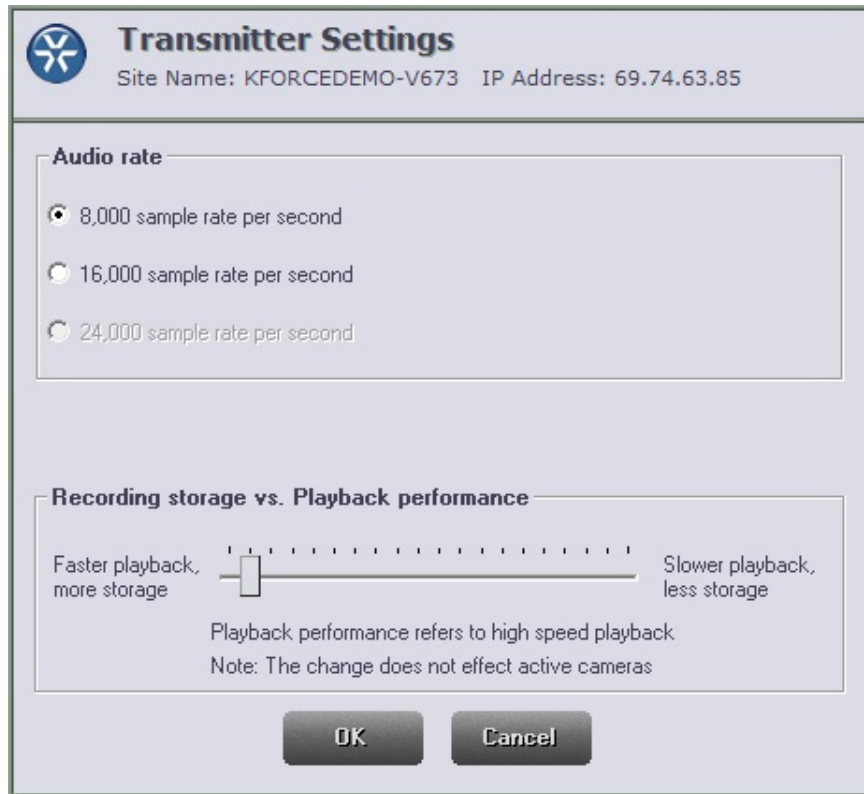 Transmitter Settings
Site Name: KFORCEDEMO-V673 IP Address: 69.74.63.85
Audio rate
8,000 sample rate per second
16,000 sample rate per second
24,000 sample rate per second
Recording storage vs. Playback performance
Faster playback,
more storage
Slower playback,
less storage
Playback performance refers to high speed playback
Note: The change does not effect active cameras
OK
Cancel